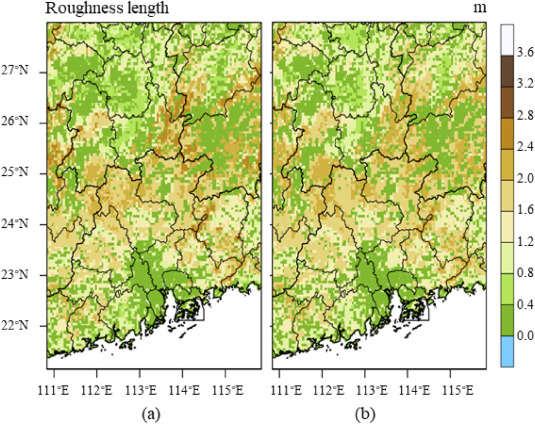 Roughness length m
27°N
26°N
25°N
24°N
23°N
22°N
3.6
3.2
2.8
2.4
2.0
1.6
1.2
0.8
0.4
0.0
111°E 112°E 113°E 114°E 115°E 111°E 112°E 113°E 114°E 115°E
(a) (b)